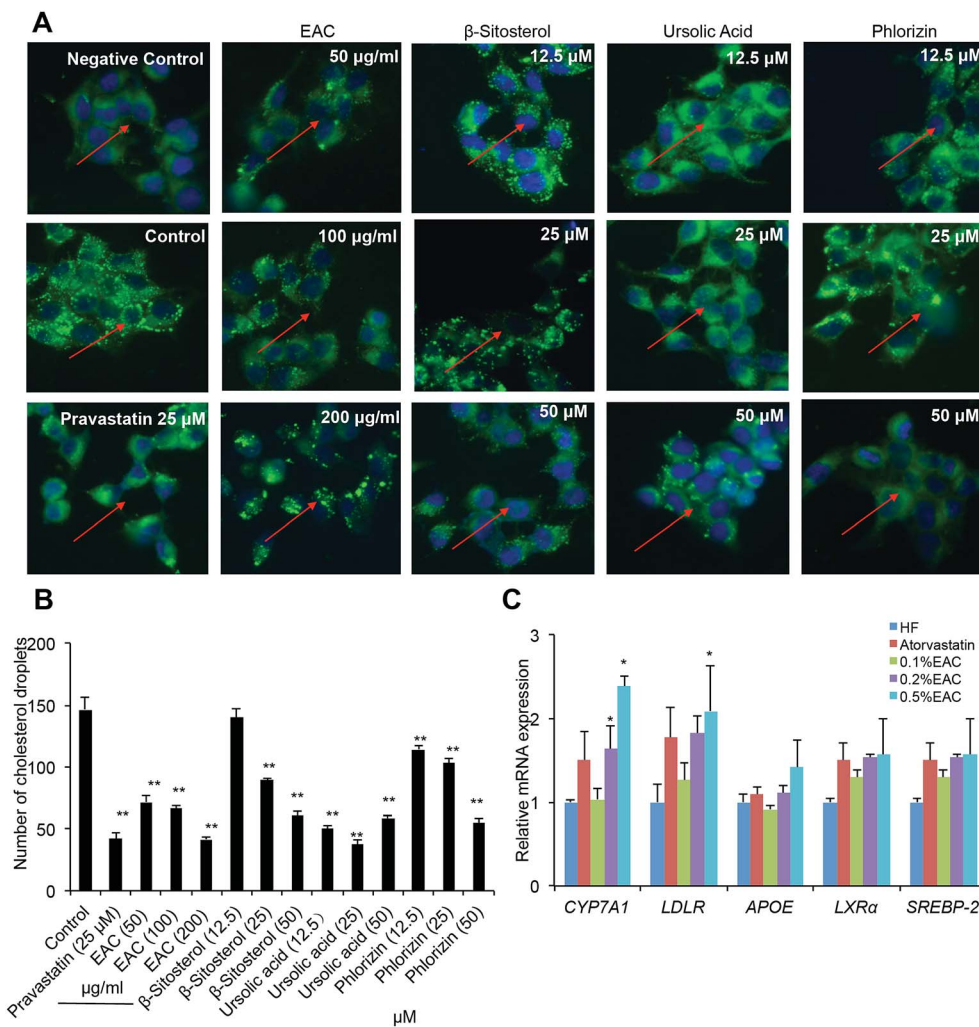 A
EAC
β-Sitosterol
Ursolic Acid
Phlorizin
Negative Control
50 µg/ml
12.5 µM
12.5 µM
12.5 µM
Control
100 µg/ml
25 µM
25 µM
25 µM
Pravastatin 25 µM
200 µg/ml
50 µM
50 µM
50 µM
B
Number of cholesterol droplets
200
150
100
50
0
**
**
**
**
**
**
**
**
**
**
**
**
Control
Pravastatin (25 µM)
EAC (50)
EAC (100)
EAC (200)
β-Sitosterol (12.5)
β-Sitosterol (25)
β-Sitosterol (50)
Ursolic acid (12.5)
Ursolic acid (25)
Ursolic acid (50)
Phlorizin (12.5)
Phlorizin (25)
Phlorizin (50)
µg/ml
µM
C
Relative mRNA expression
3
2
1
0
HF
Atorvastatin
0.1%EAC
0.2%EAC
0.5%EAC
*
*
*
CYP7A1
LDLR
APOE
LXRα
SREBP-2